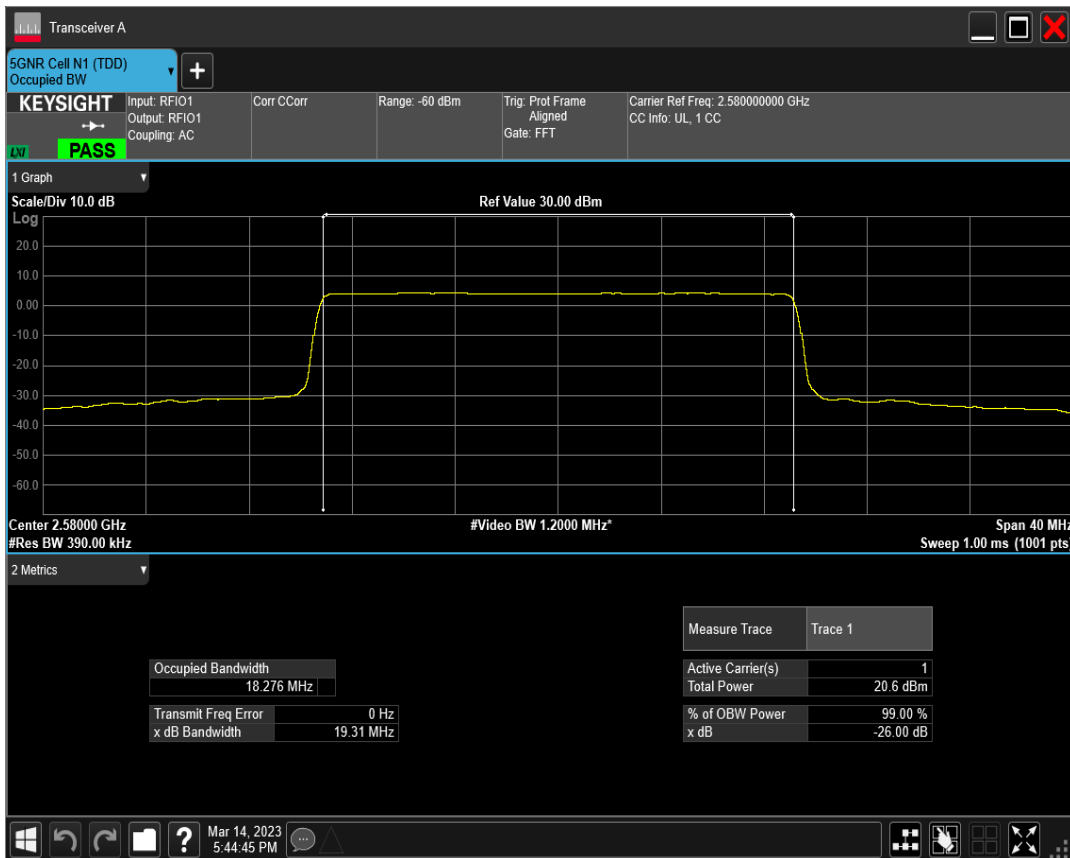 Transceiver A
5GNR Cell N1 (TDD)
Occupied BW
+
KEYSIGHT
LXI
PASS
Input: RFIO1
Output: RFIO1
Coupling: AC
Corr CCorr
Range: -60 dBm
Trig: Prot Frame
Aligned
Gate: FFT
Carrier Ref Freq: 2.580000000 GHz
CC Info: UL, 1 CC
1 Graph
Scale/Div 10.0 dB
Ref Value 30.00 dBm
Log
20.0
10.0
0.00
-10.0
-20.0
-30.0
-40.0
-50.0
-60.0
Center 2.58000 GHz
#Video BW 1.2000 MHz*
Span 40 MHz
#Res BW 390.00 kHz
Sweep 1.00 ms (1001 pts)
2 Metrics
Measure Trace Trace 1
Occupied Bandwidth
18.276 MHz
Transmit Freq Error 0 Hz
x dB Bandwidth 19.31 MHz
Active Carrier(s) 1
Total Power 20.6 dBm
% of OBW Power 99.00 %
x dB -26.00 dB
?
Mar 14, 2023
5:44:45 PM